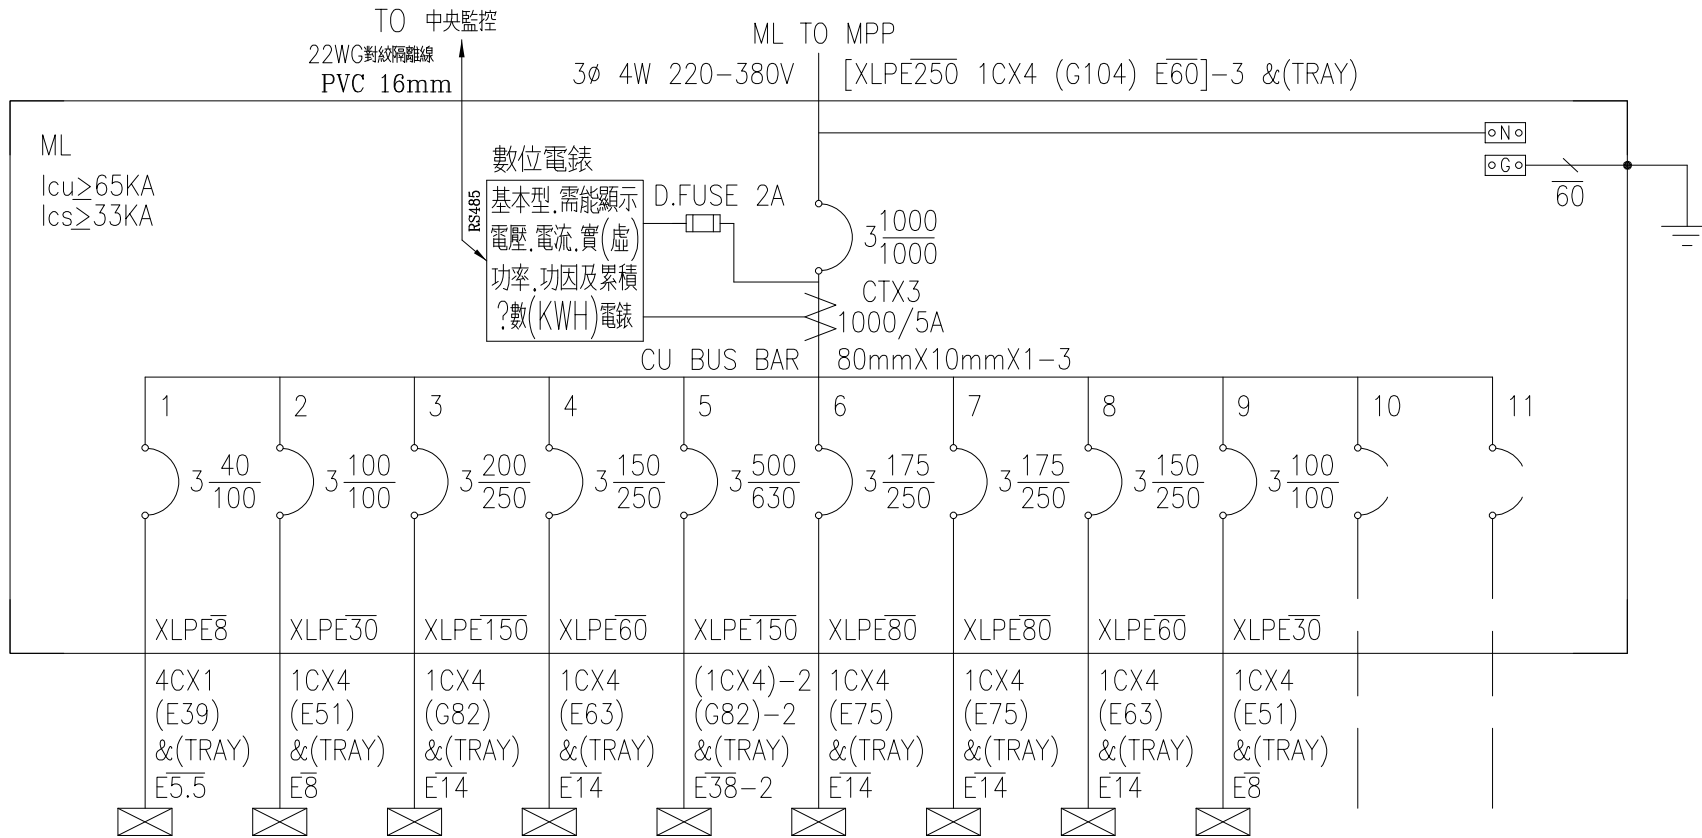 TO 中央監控
22WG對絞隔離線
PVC 16mm
ML TO MPP
3ø 4W 220-380V
[XLPE250 1CX4 (G104) E60]-3 &(TRAY)
ML
Icu≥65KA
Ics≥33KA
RS485
數位電錶
基本型.需能顯示
電壓.電流.實(虛)
功率.功因及累積
?數(KWH)電錶
D.FUSE 2A
3 1000
1000
CTX3
1000/5A
N
G
60
CU BUS BAR
80mmX10mmX1-3
1
2
3
4
5
6
7
8
9
10
11
3 40
100
3 100
100
3 200
250
3 150
250
3 500
630
3 175
250
3 175
250
3 150
250
3 100
100
XLPE8
4CX1
(E39)
&(TRAY)
E5.5
XLPE30
1CX4
(E51)
&(TRAY)
E8
XLPE150
1CX4
(G82)
&(TRAY)
E14
XLPE60
1CX4
(E63)
&(TRAY)
E14
XLPE150
(1CX4)-2
(G82)-2
&(TRAY)
E38-2
XLPE80
1CX4
(E75)
&(TRAY)
E14
XLPE80
1CX4
(E75)
&(TRAY)
E14
XLPE60
1CX4
(E63)
&(TRAY)
E14
XLPE30
1CX4
(E51)
&(TRAY)
E8